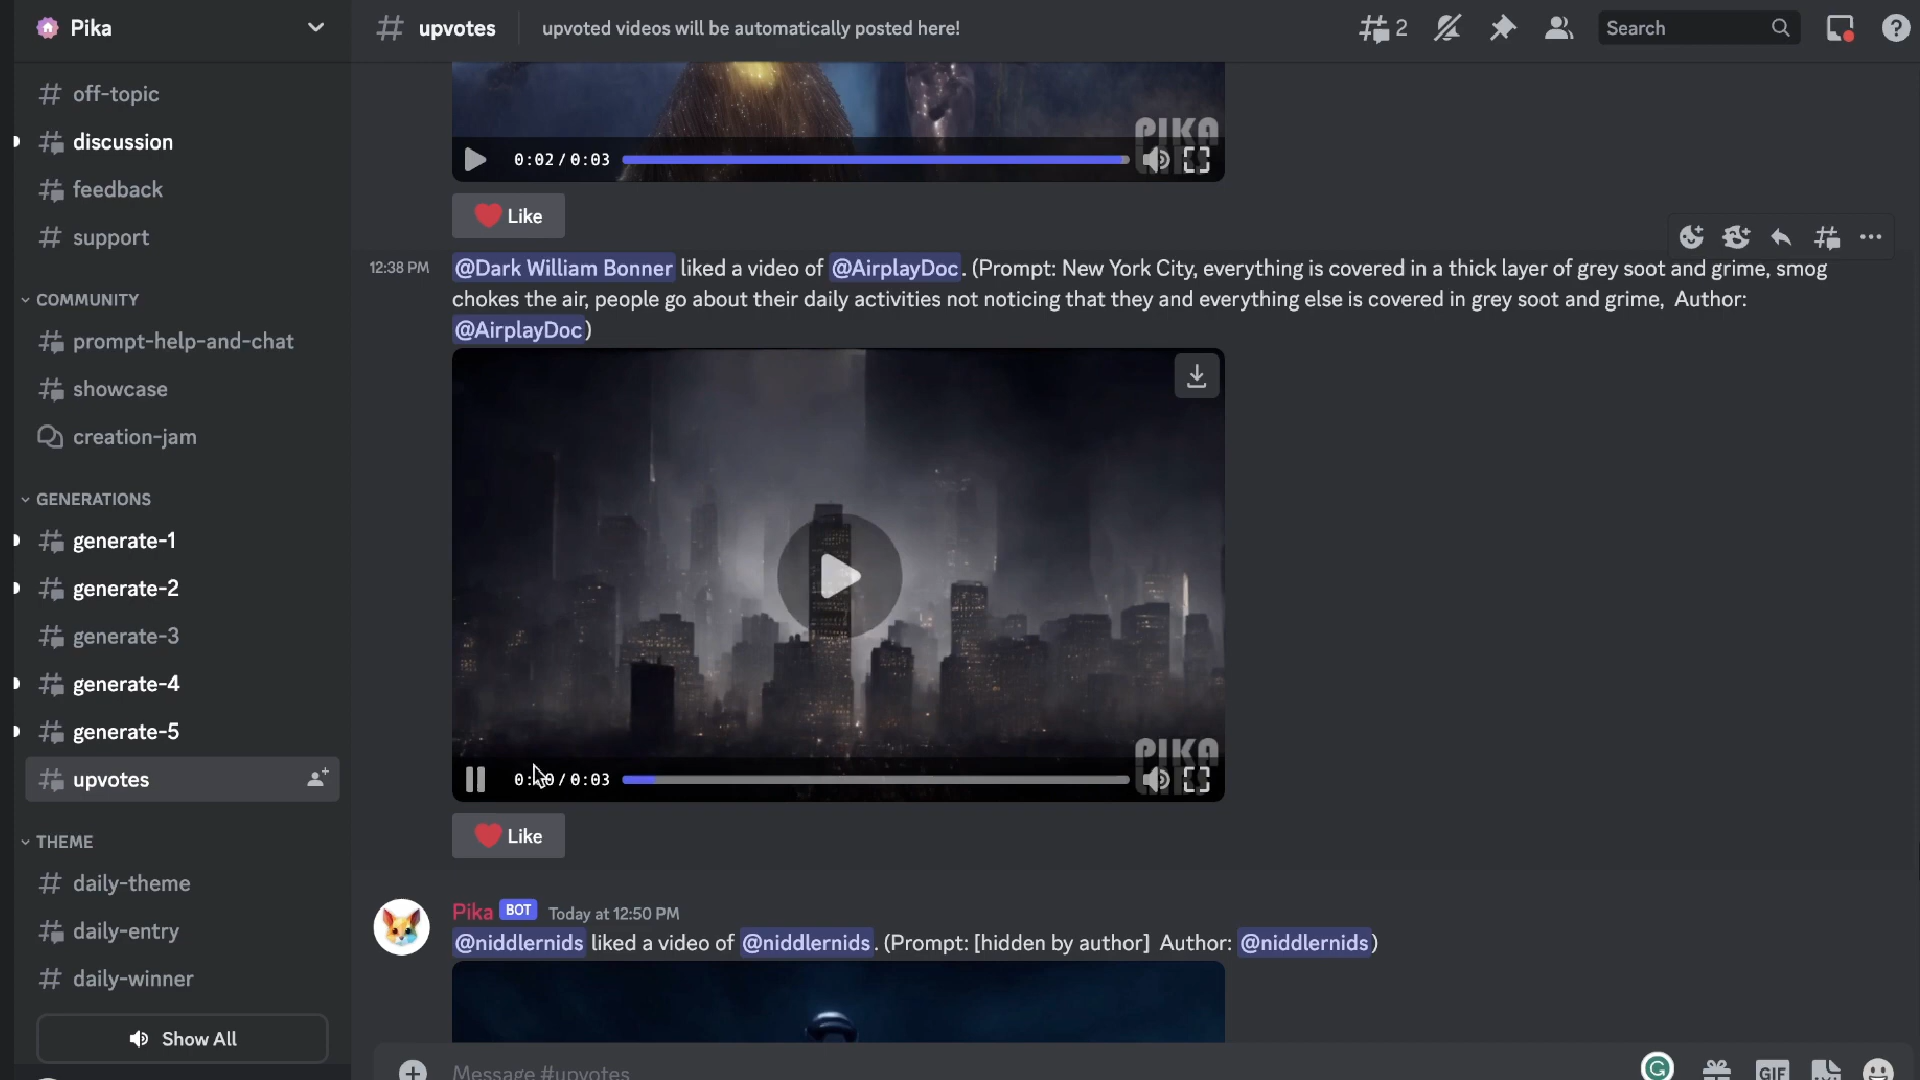 Pika
# upvotes
upvoted videos will be automatically posted here!
2
Search
off-topic
discussion
feedback
support
COMMUNITY
prompt-help-and-chat
showcase
creation-jam
GENERATIONS
generate-1
generate-2
generate-3
generate-4
generate-5
upvotes
THEME
daily-theme
daily-entry
daily-winner
Show All
PIKA
0:02/0:03
Like
12:38 PM
@Dark William Bonner liked a video of @AirplayDoc. (Prompt: New York City, everything is covered in a thick layer of grey soot and grime, smog
chokes the air, people go about their daily activities not noticing that they and everything else is covered in grey soot and grime, Author:
@AirplayDoc)
PIKA
/0:03
Like
Pika BOT Today at 12:50 PM
@niddlernids liked a video of @niddlernids. (Prompt: [hidden by author] Author: @niddlernids)
Message #upvotes
GIF